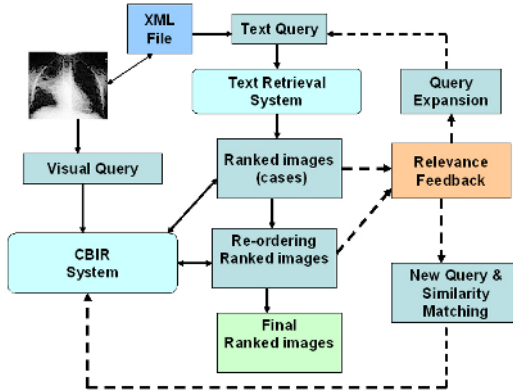 XML
File
Text Query
Text Retrieval
System
Query
Expansion
Visual Query
Ranked images
(cases)
Relevance
Feedback
CBIR
System
Re-ordering
Ranked images
New Query &
Similarity
Matching
Final
Ranked images